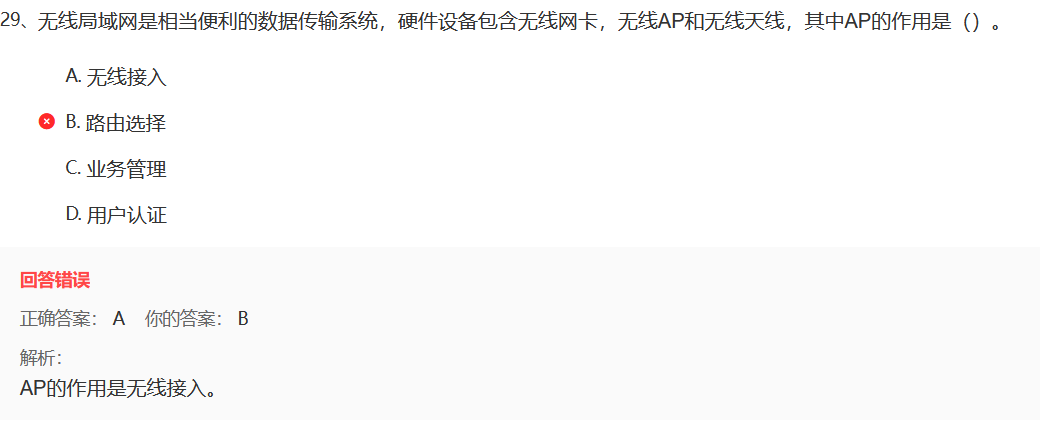 29、无线局域网是相当便利的数据传输系统，硬件设备包含无线网卡，无线AP和无线天线，其中AP的作用是（）。
A. 无线接入
B. 路由选择
C. 业务管理
D. 用户认证
回答错误
正确答案： A 你的答案： B
解析：
AP的作用是无线接入。